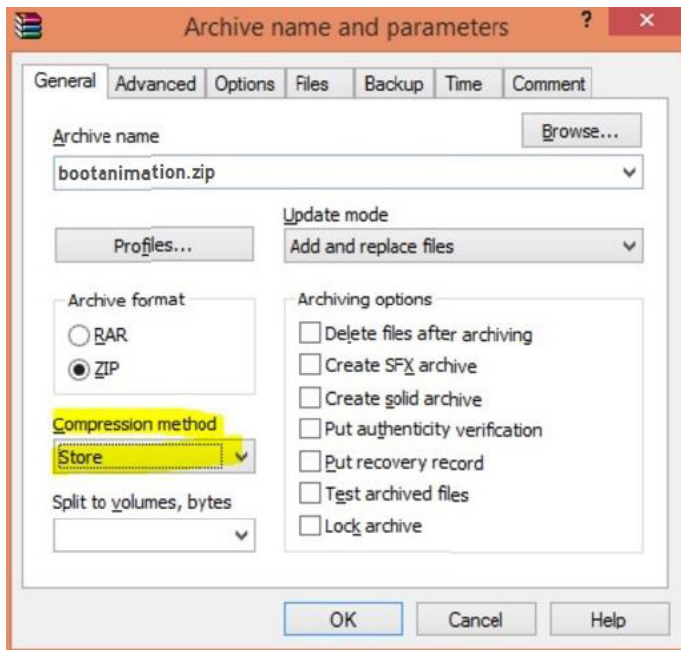 Archive name and parameters
?
×
General Advanced Options Files Backup Time Comment
Archive name
Browse...
bootanimation.zip
Update mode
Profiles...
Add and replace files
Archive format
Archiving options
RAR
Delete files after archiving
ZIP
Create SFX archive
Create solid archive
Compression method
Put authenticity verification
Store
Put recovery record
Split to volumes, bytes
Test archived files
Lock archive
OK Cancel Help